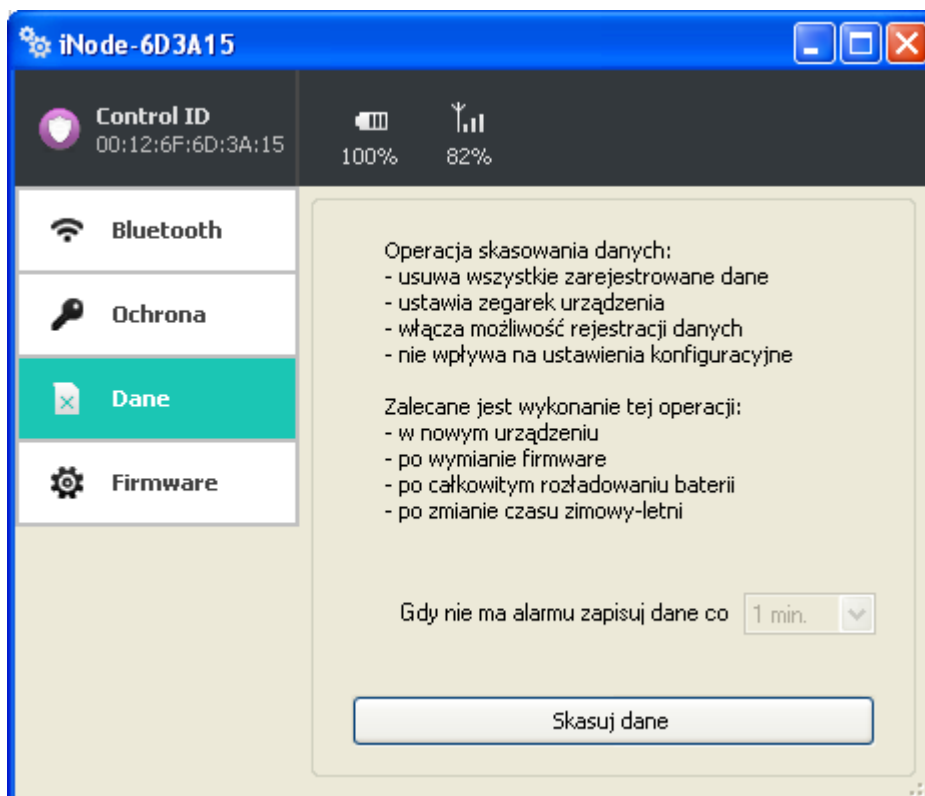 iNode-6D3A15
Control ID
00:12:6F:6D:3A:15
100%
82%
Bluetooth
Ochrona
Dane
Firmware
Operacja skasowania danych:
- usuwa wszystkie zarejestrowane dane
- ustawia zegarek urządzenia
- włącza możliwość rejestracji danych
- nie wpływa na ustawienia konfiguracyjne
Zalecane jest wykonanie tej operacji:
- w nowym urządzeniu
- po wymianie firmware
- po całkowitym rozładowaniu baterii
- po zmianie czasu zimowy-letni
Gdy nie ma alarmu zapisuj dane co 1 min.
Skasuj dane